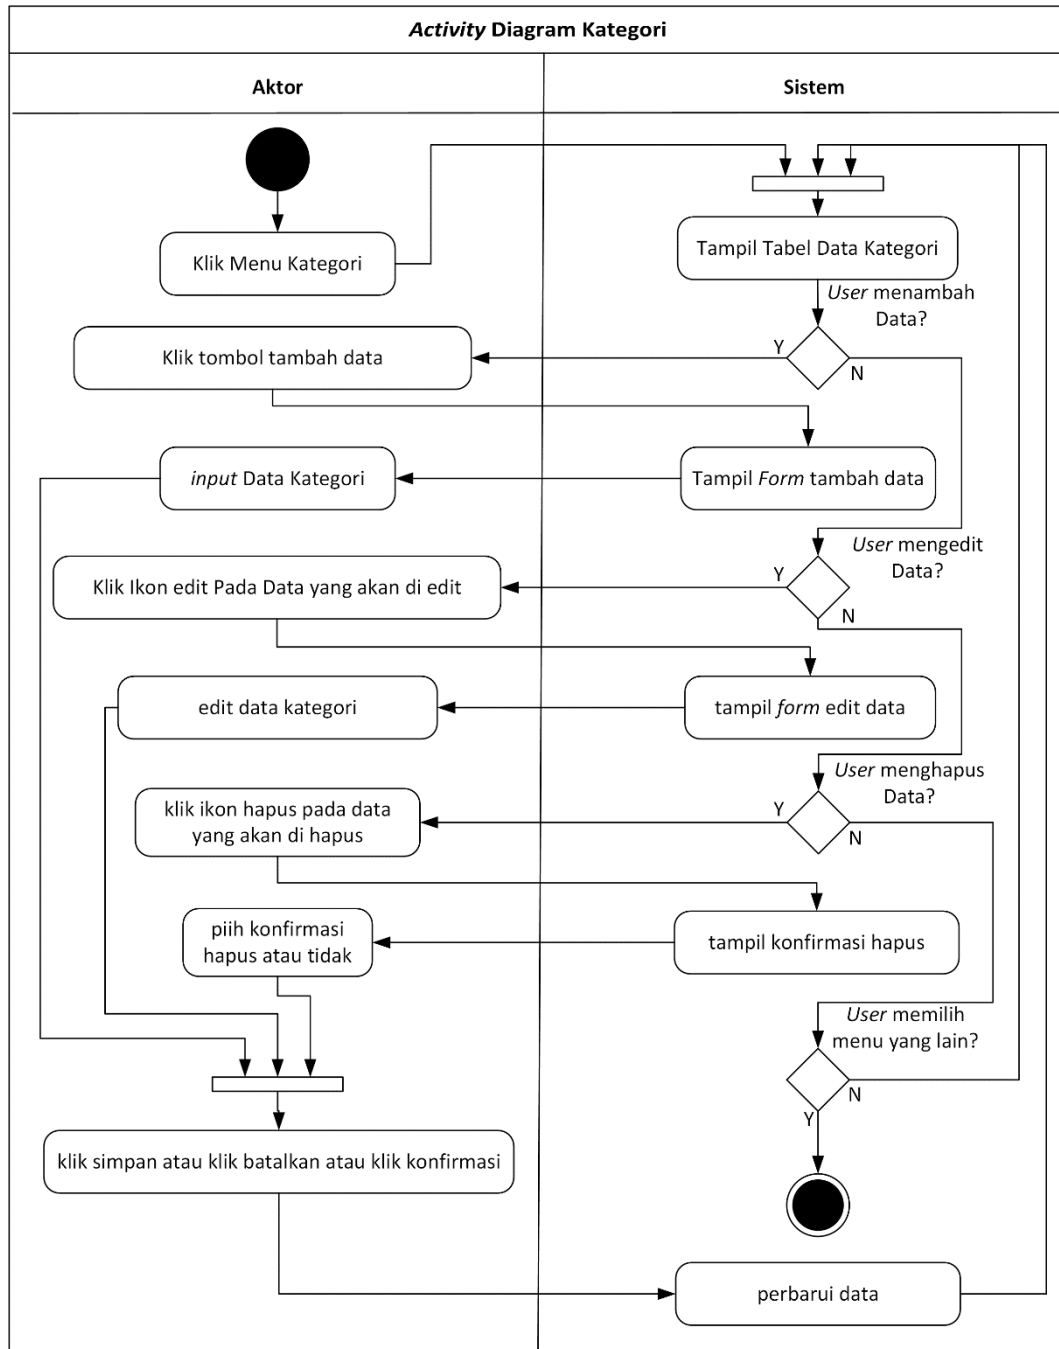 Activity Diagram Kategori
Aktor
Sistem
Klik Menu Kategori
Tampil Tabel Data Kategori
User menambah
Data?
Y
N
Klik tombol tambah data
input Data Kategori
Tampil Form tambah data
User mengedit
Data?
Y
N
Klik Ikon edit Pada Data yang akan di edit
edit data kategori
tampil form edit data
User menghapus
Data?
Y
N
klik ikon hapus pada data
yang akan di hapus
piih konfirmasi
hapus atau tidak
tampil konfirmasi hapus
User memilih
menu yang lain?
N
Y
klik simpan atau klik batalkan atau klik konfirmasi
perbarui data